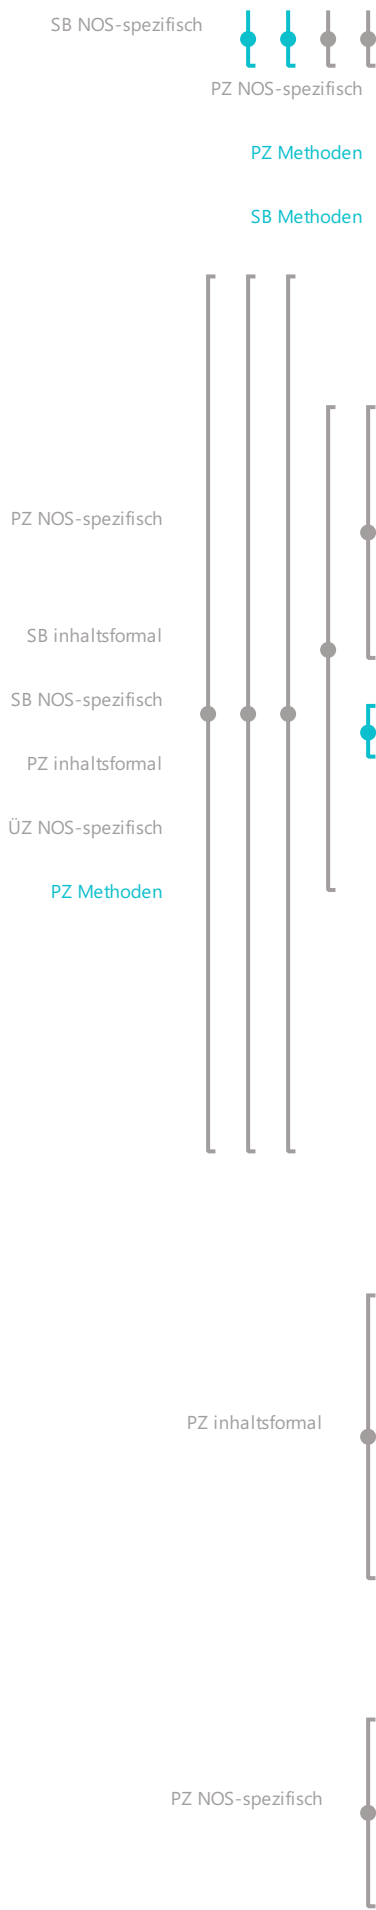 SB NOS-spezifisch
PZ NOS-spezifisch
PZ Methoden
SB Methoden
PZ NOS-spezifisch
SB inhaltsformal
SB NOS-spezifisch
PZ inhaltsformal
ÜZ NOS-spezifisch
PZ Methoden
PZ inhaltsformal
PZ NOS-spezifisch